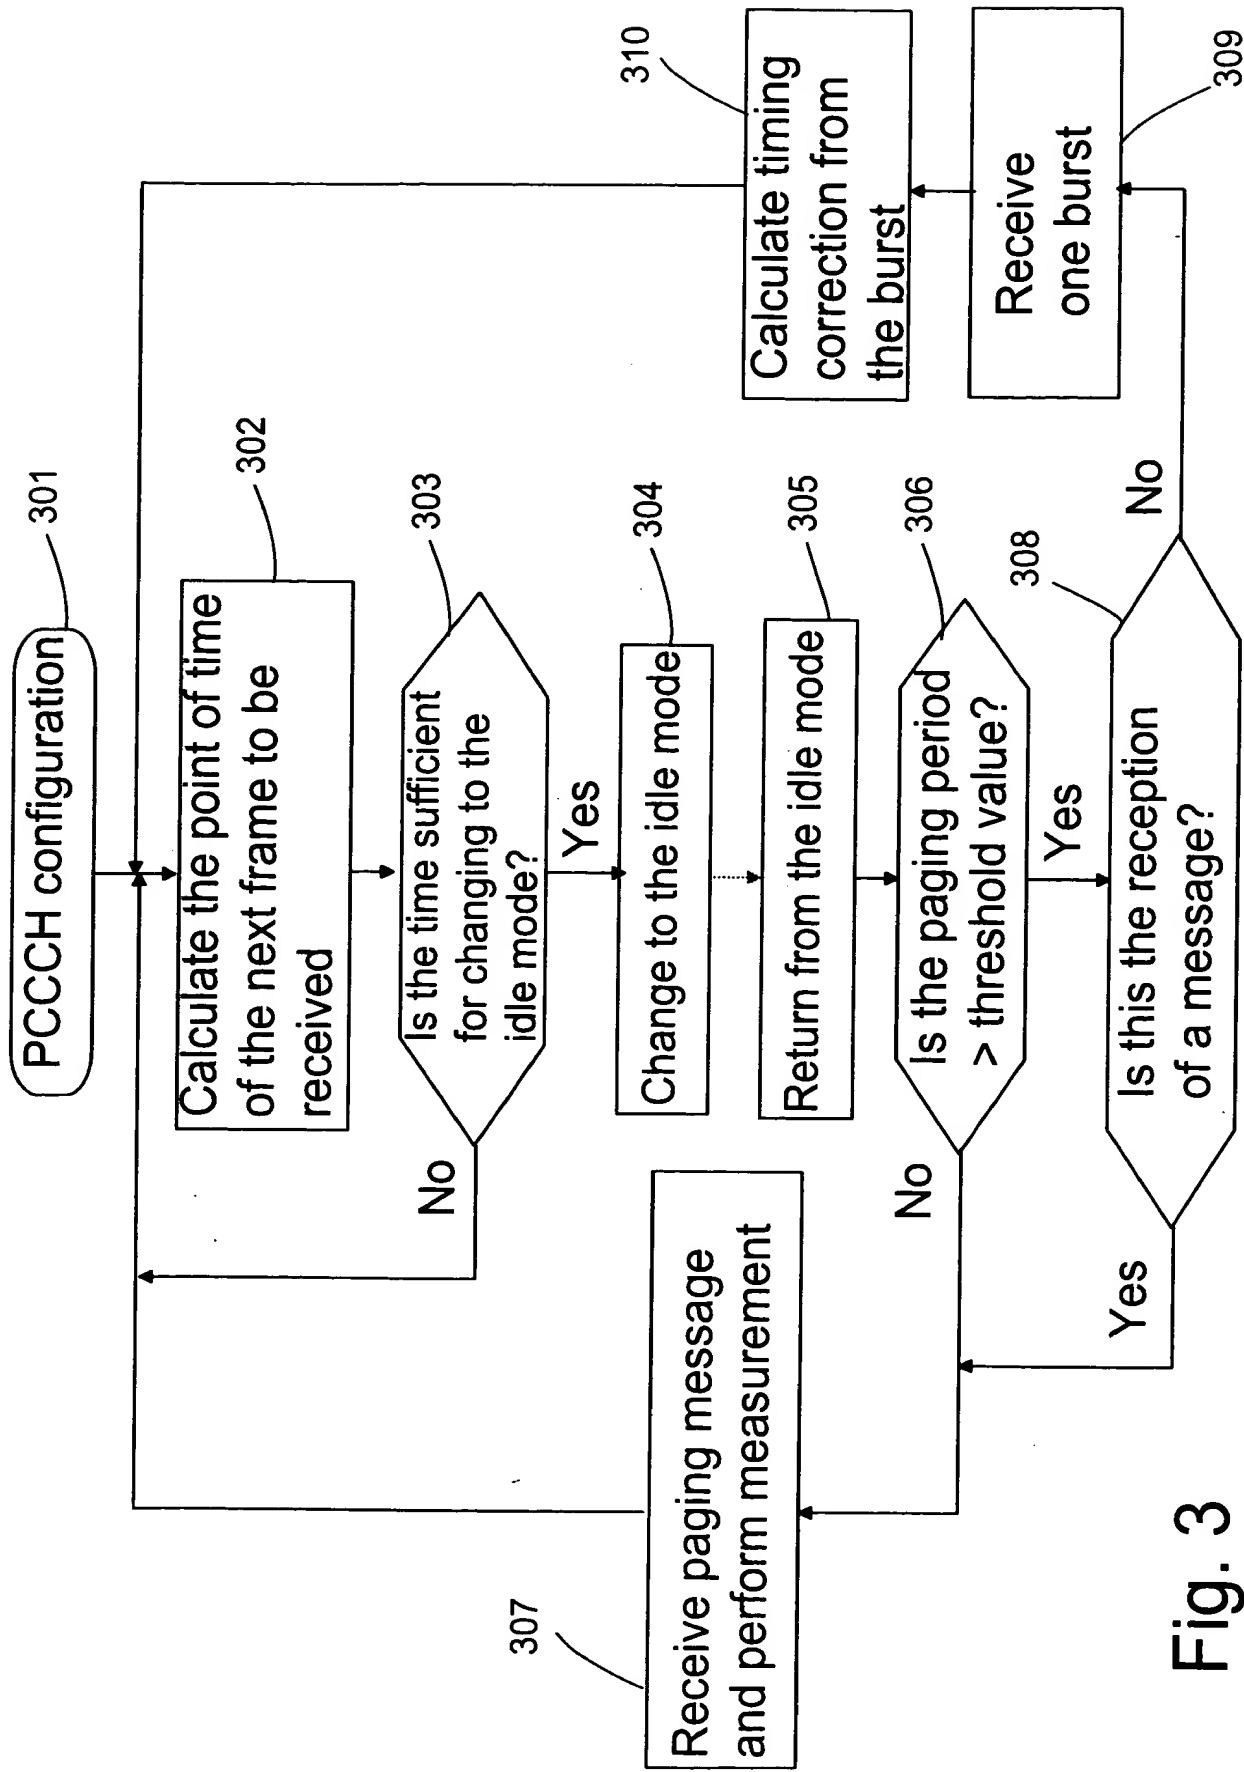 PCCCH configuration
301
Calculate the point of time
of the next frame to be
received
302
Is the time sufficient
for changing to the
idle mode?
303
No
Yes
Change to the idle mode
304
Return from the idle mode
305
Is the paging period
> threshold value?
306
No
Yes
Receive paging message
and perform measurement
307
Is this the reception
of a message?
308
Yes
No
Receive
one burst
309
Calculate timing
correction from
the burst
310
Fig. 3